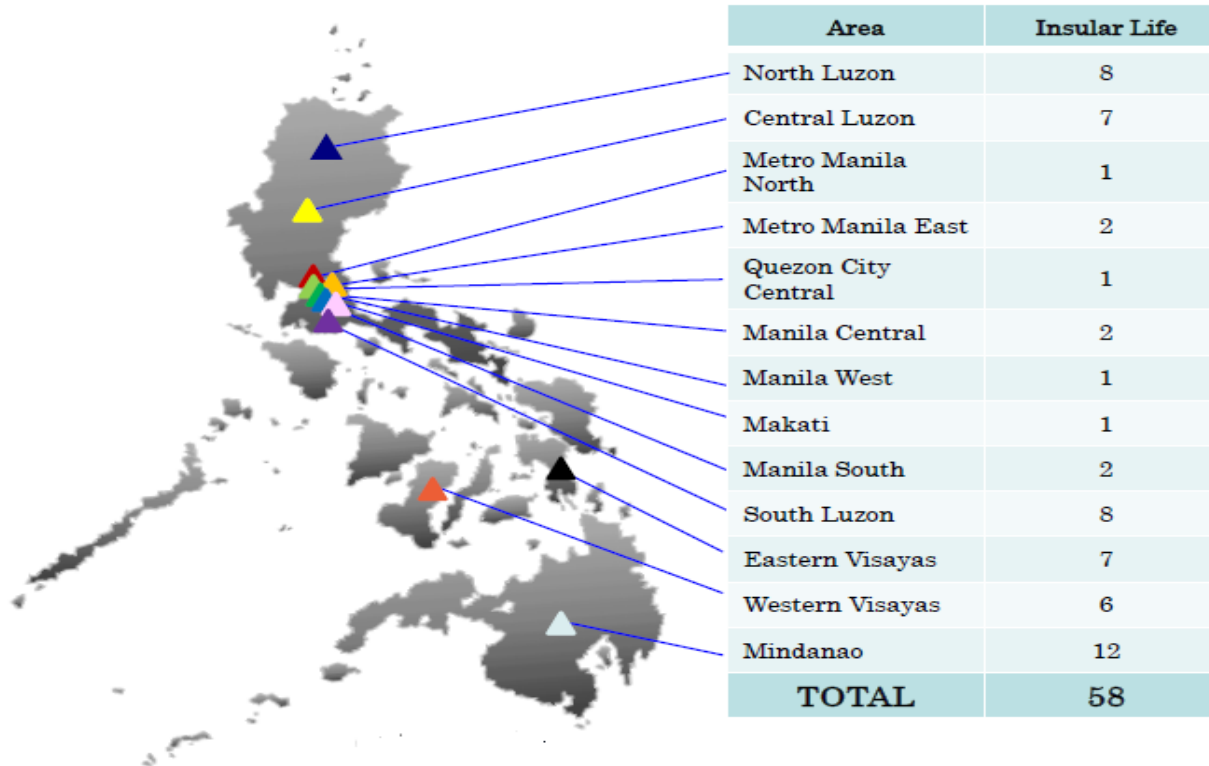 Area Insular Life
North Luzon 8
Central Luzon 7
Metro Manila
North 1
Metro Manila East 2
Quezon City
Central 1
Manila Central 2
Manila West 1
Makati 1
Manila South 2
South Luzon 8
Eastern Visayas 7
Western Visayas 6
Mindanao 12
TOTAL 58